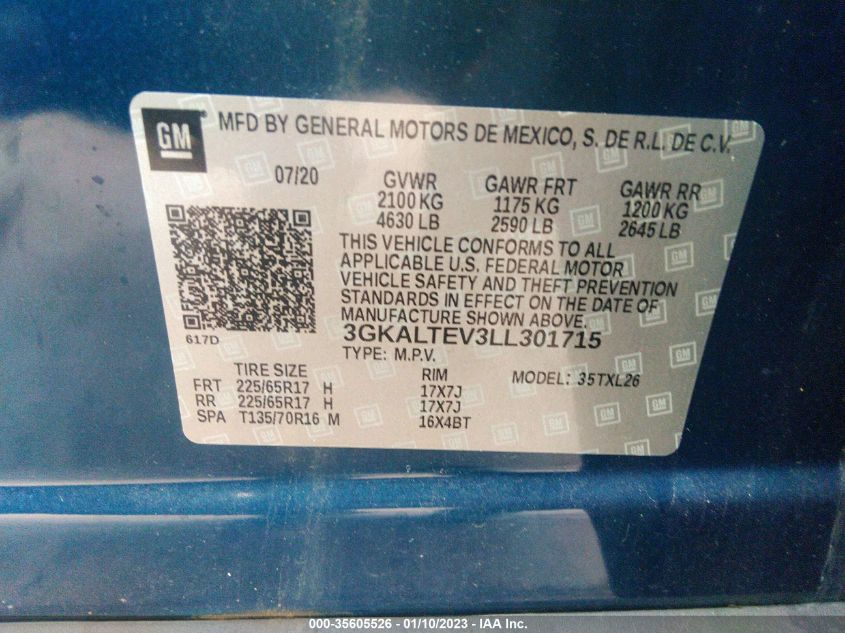 GM MFD BY GENERAL MOTORS DE MEXICO, S. DE R.L. DE C.V.
07/20 GVWR GAWR FRT GAWR RR
2100 KG 1175 KG 1200 KG
4630 LB 2590 LB 2645 LB
THIS VEHICLE CONFORMS TO ALL
APPLICABLE U.S. FEDERAL MOTOR
VEHICLE SAFETY AND THEFT PREVENTION
STANDARDS IN EFFECT ON THE DATE OF
MANUFACTURE SHOWN ABOVE.
617D 3GKALTEV3LL301715
TYPE: M.P.V.
TIRE SIZE RIM MODEL: 35TXL26
FRT 225/65R17 H 17X7J
RR 225/65R17 H 17X7J
SPA T135/70R16 M 16X4BT
000-35605526 - 01/10/2023 - IAA Inc.